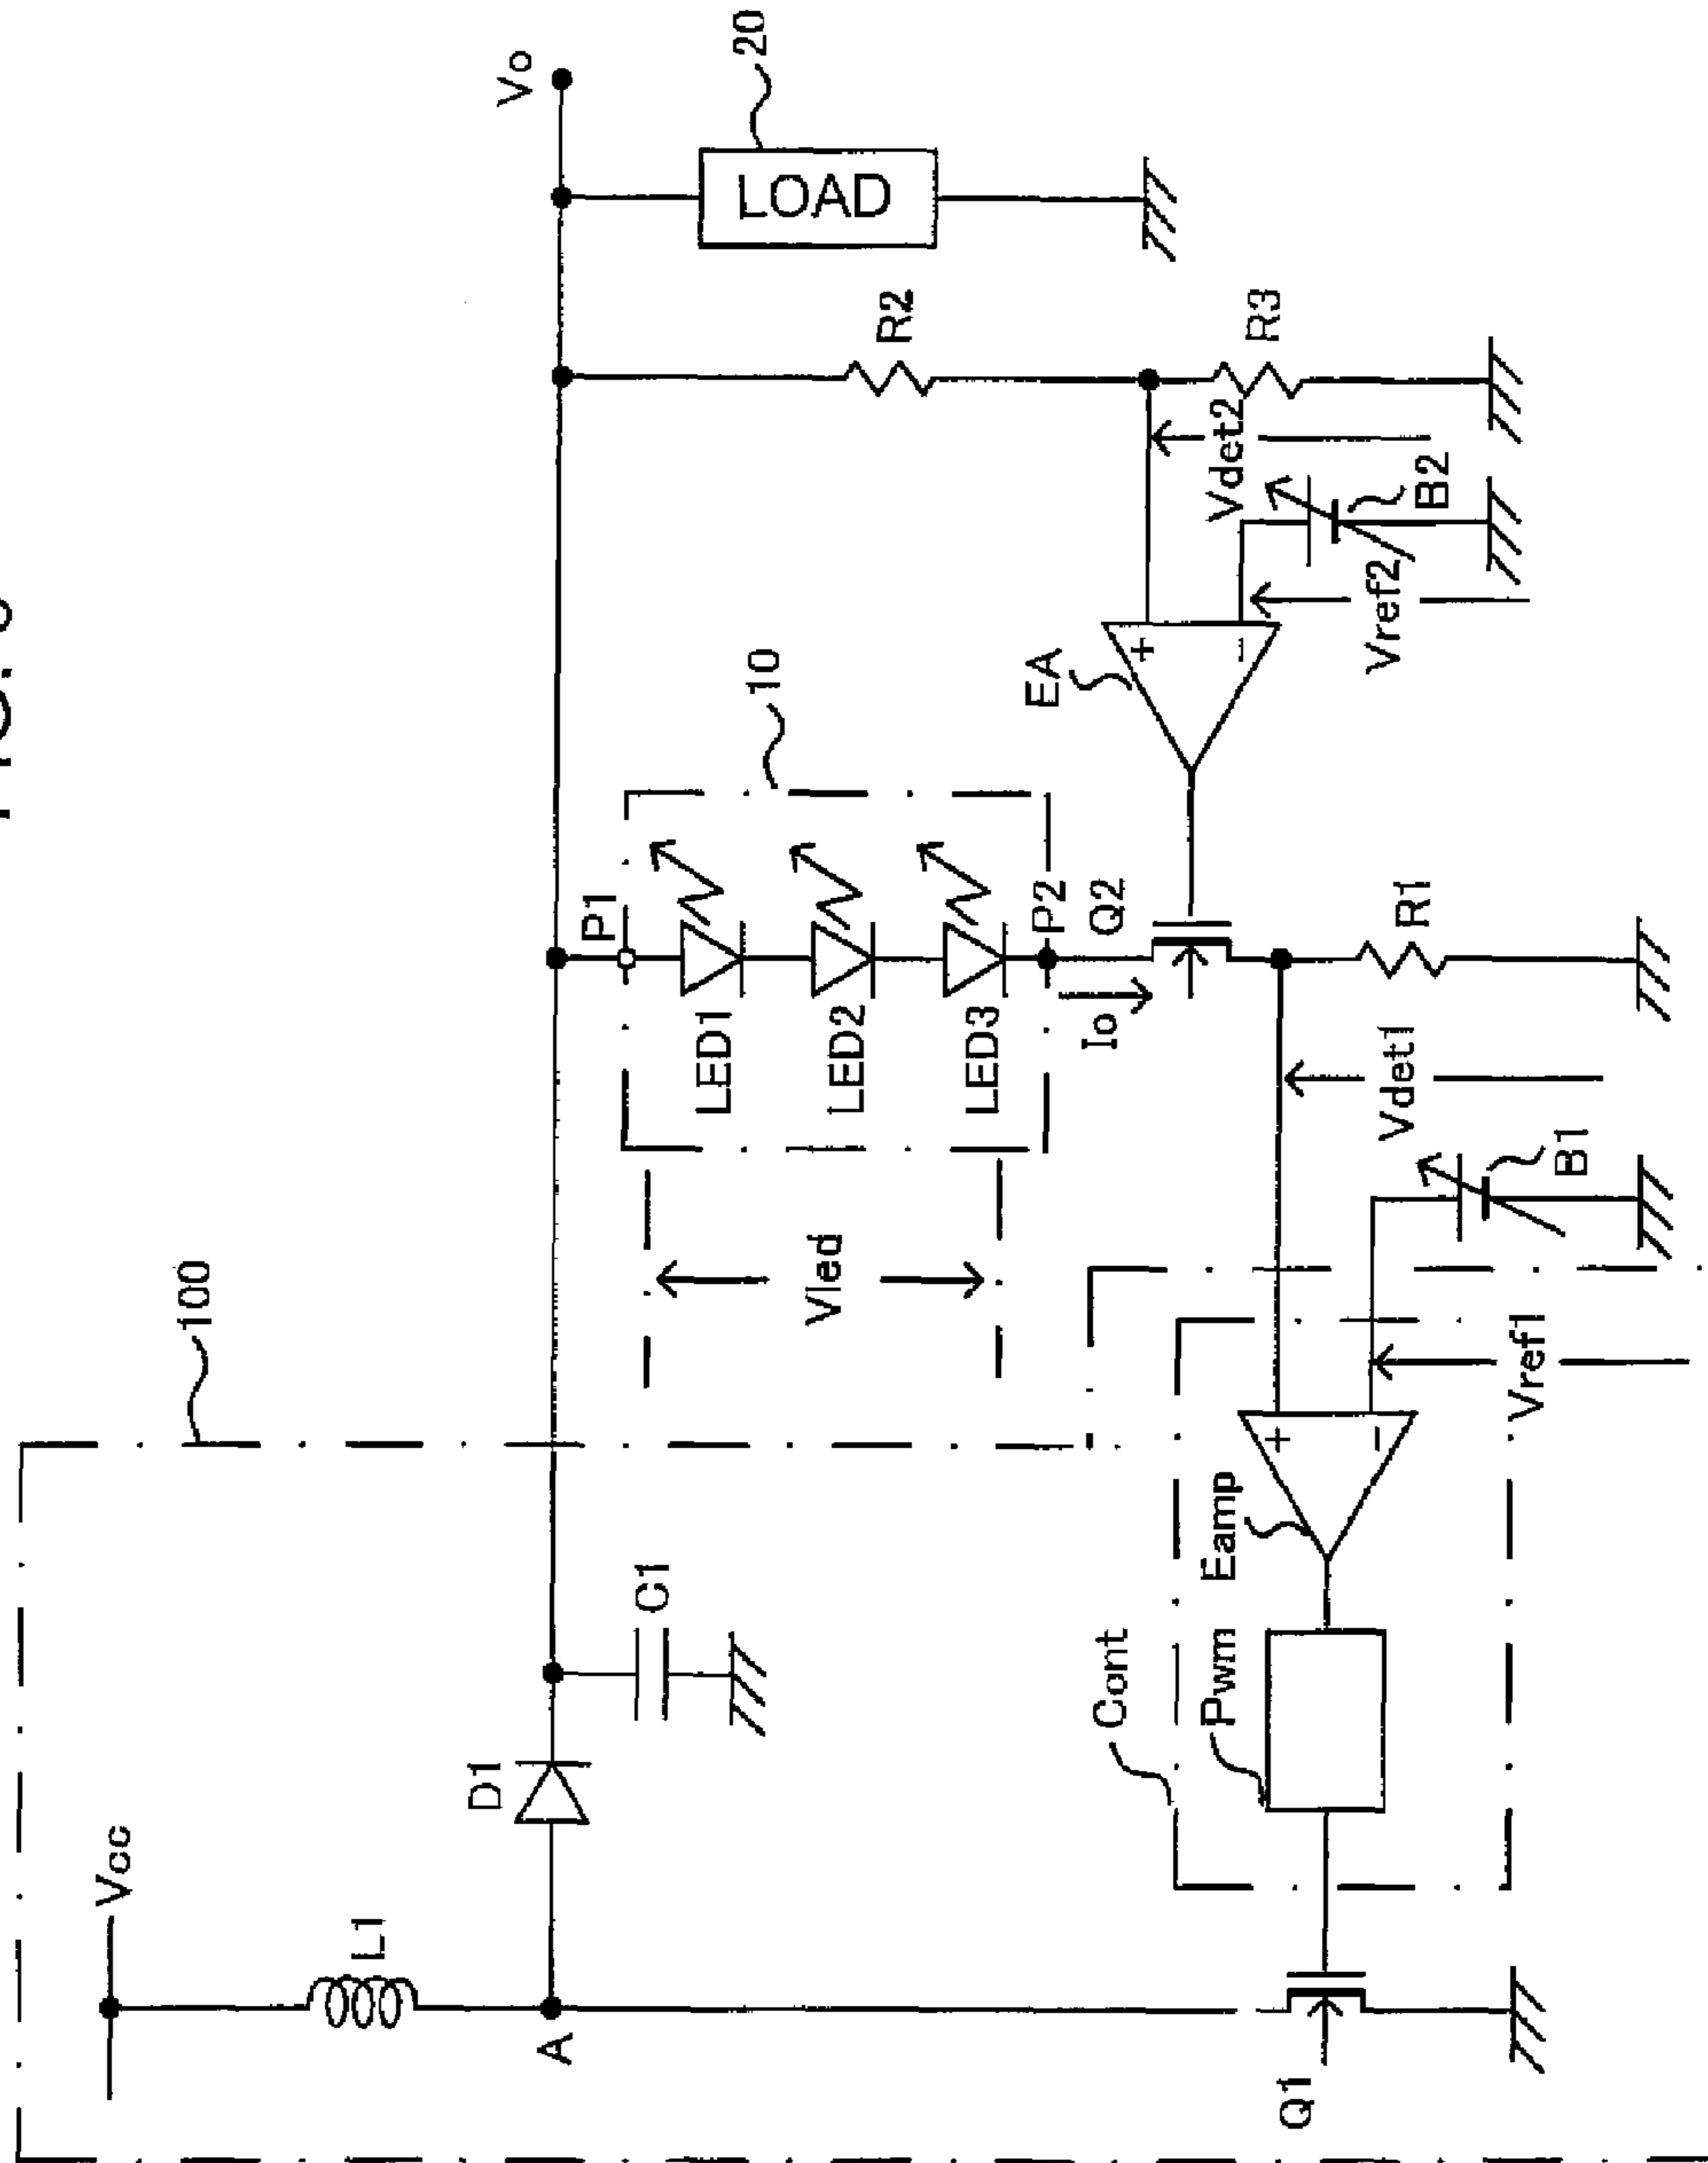 100
Vcc
L1
A
D1
C1
Vo
20
LOAD
R2
R3
10
P1
LED1
LED2
LED3
P2
Vled
Io
Q2
EA
+
−
Vdet2
Vref2
B2
R1
Vdet1
B1
Vref1
Cont
Pwm
Eamp
+
−
Q1